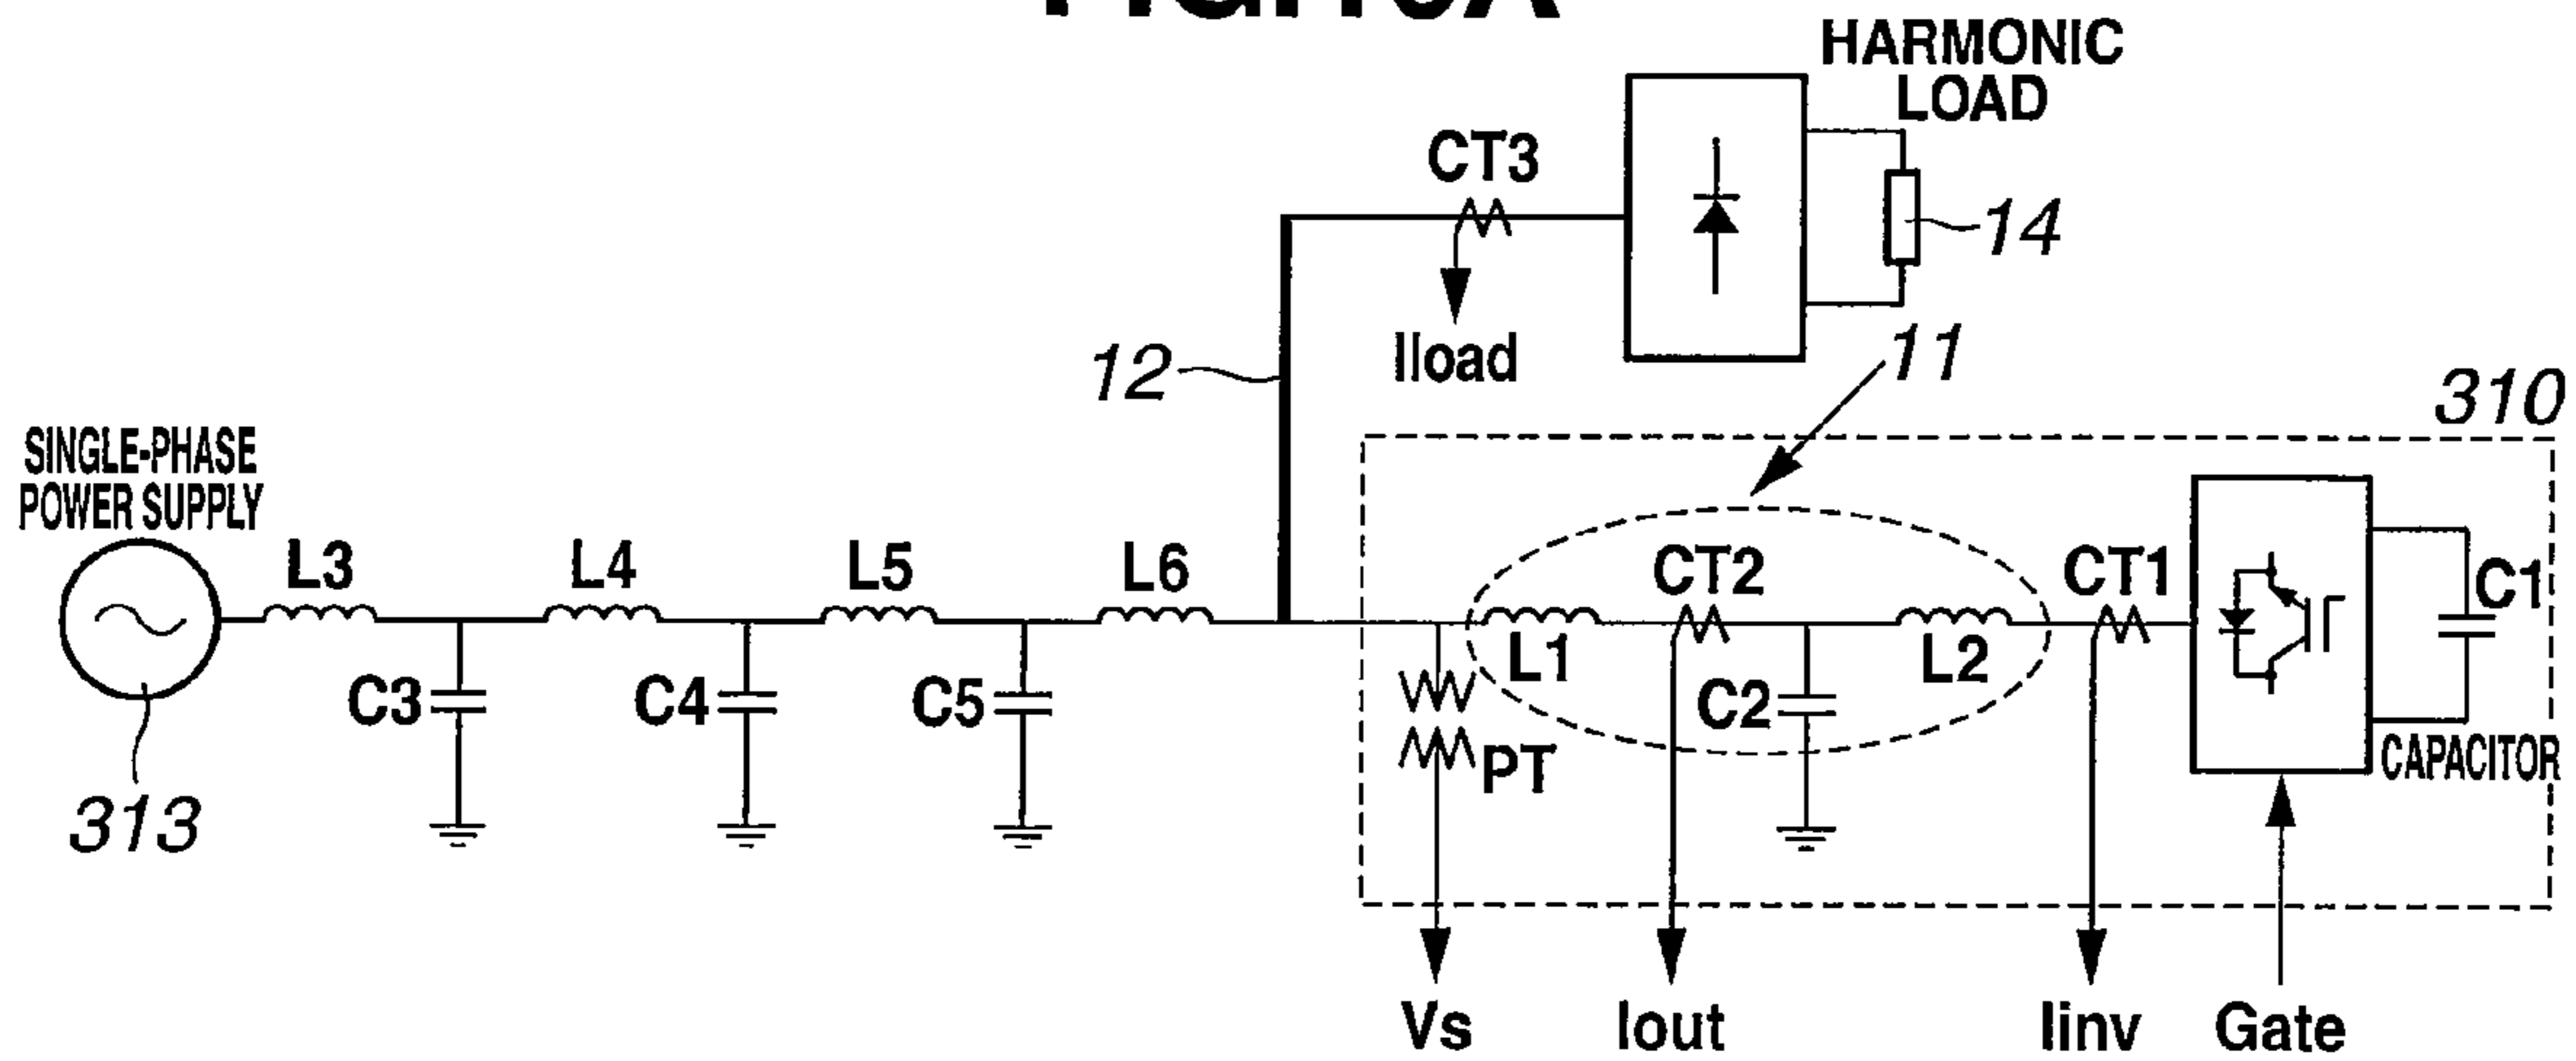 HARMONIC
LOAD
CT3
14
Iload
12
11
310
SINGLE-PHASE
POWER SUPPLY
L3
L4
L5
L6
CT2
CT1
C1
L1
L2
C3
C4
C5
C2
PT
CAPACITOR
313
Vs
Iout
Iinv
Gate